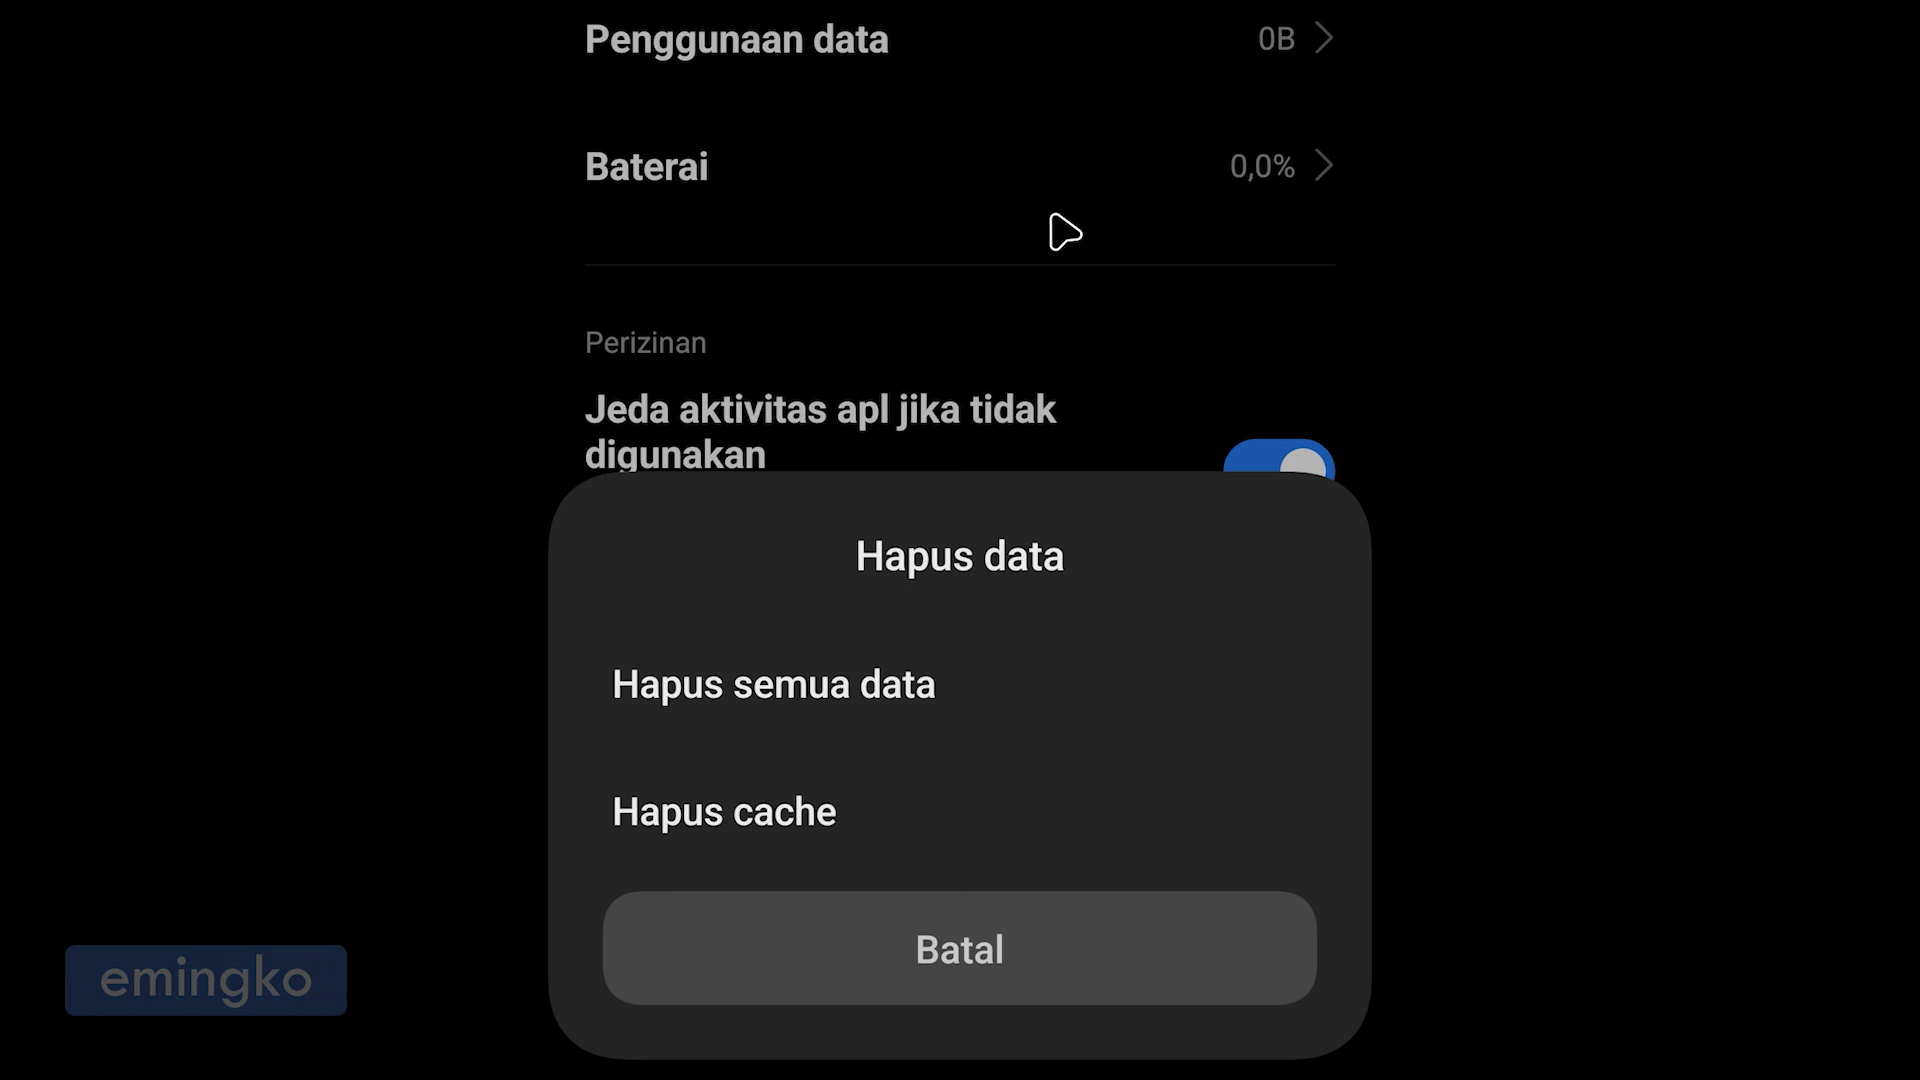 Penggunaan data 0B
Baterai 0,0%
Perizinan
Jeda aktivitas apl jika tidak
digunakan
Hapus data
Hapus semua data
Hapus cache
Batal
emingko